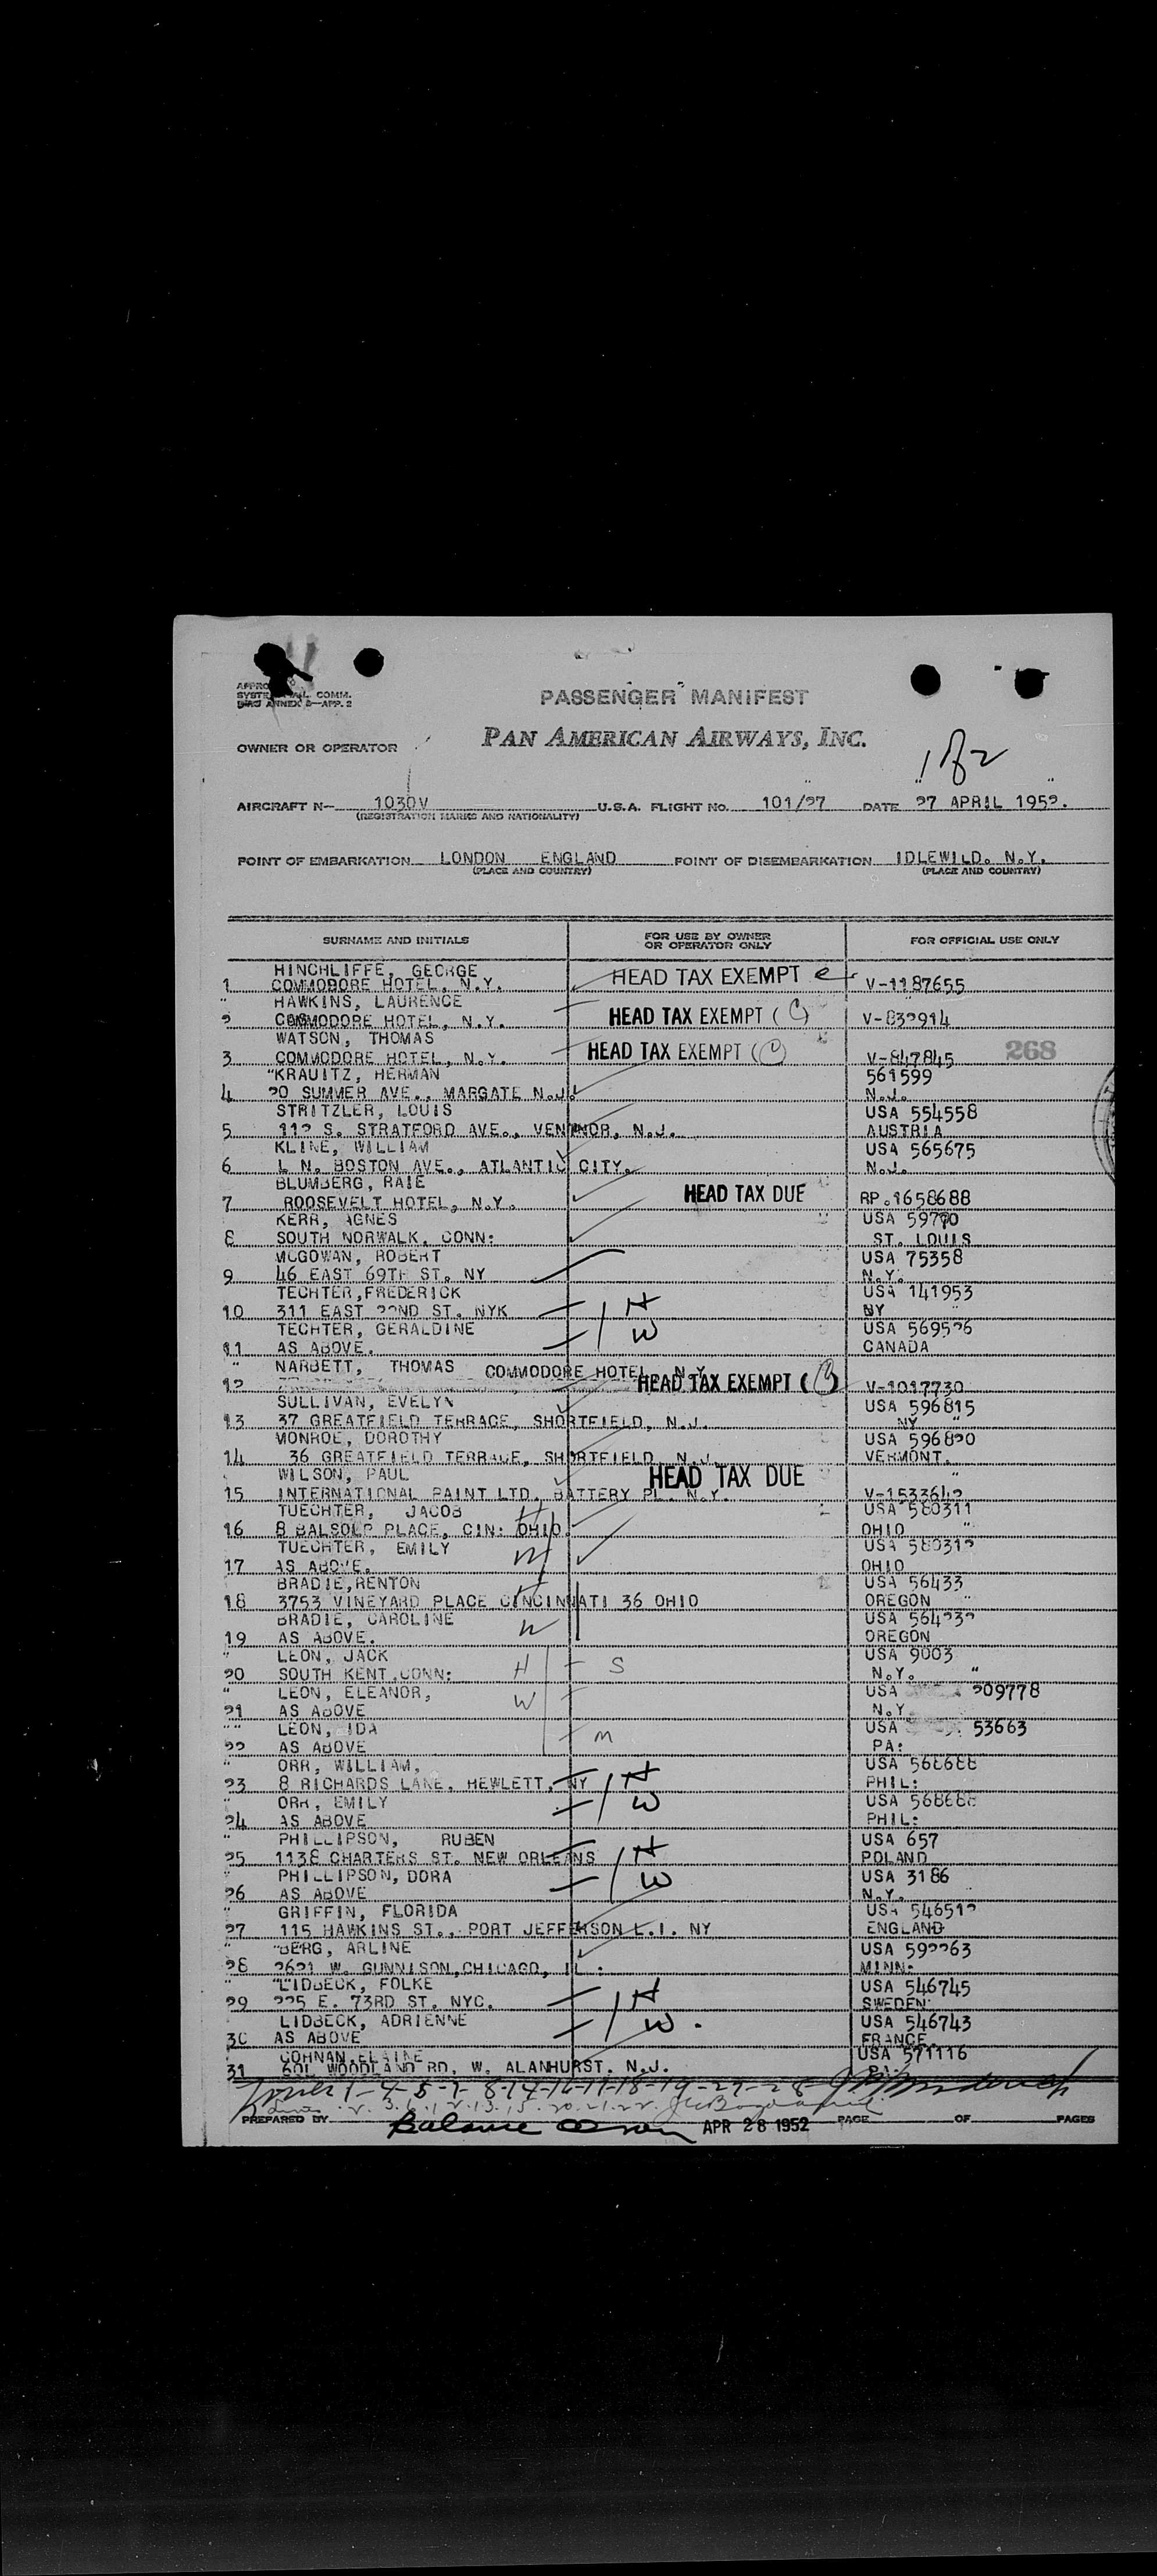 PASSENGER MANIFEST
PAN AMERICAN AIRWAYS, INC.
OWNER OR OPERATOR
1 of 2
AIRCRAFT N- 1030V U.S.A. FLIGHT NO. 101/27 DATE 27 APRIL 1952.
(REGISTRATION MARKS AND NATIONALITY)
POINT OF EMBARKATION LONDON ENGLAND POINT OF DISEMBARKATION IDLEWILD. N.Y.
(PLACE AND COUNTRY) (PLACE AND COUNTRY)
SURNAME AND INITIALS FOR USE BY OWNER OR OPERATOR ONLY FOR OFFICIAL USE ONLY
HINCHLIFFE, GEORGE HEAD TAX EXEMPT
1 COMMODORE HOTEL, N.Y. V-1187655
HAWKINS, LAURENCE HEAD TAX EXEMPT (C)
2 COMMODORE HOTEL, N.Y. V-832914
WATSON, THOMAS HEAD TAX EXEMPT (C)
3 COMMODORE HOTEL, N.Y. V-847845 268
KRAUITZ, HERMAN 561599
4 20 SUMMER AVE., MARGATE N.J. N.J.
STRITZLER, LOUIS USA 554558
5 112 S. STRATFORD AVE., VENTNOR, N.J. AUSTRIA
KLINE, WILLIAM USA 565675
6 L N. BOSTON AVE., ATLANTIC CITY. N.J.
BLUMBERG, RAIE HEAD TAX DUE
7 ROOSEVELT HOTEL, N.Y. RP.1658688
KERR, AGNES USA
8 SOUTH NORWALK, CONN: ST. LOUIS
MCGOWAN, ROBERT USA 75358
9 46 EAST 69TH ST. NY N.Y.
TECHTER,FREDERICK H USA 141953
10 311 EAST 22ND ST. NYK NY
TECHTER, GERALDINE W USA 569526
11 AS ABOVE. CANADA
NARBETT, THOMAS COMMODORE HOTEL, N.Y.
12 HEAD TAX EXEMPT (C) V-1017730
SULLIVAN, EVELYN USA 596815
13 37 GREATFIELD TERRACE, SHORTFIELD, N.J. NY
MONROE, DOROTHY USA 596820
14 36 GREATFIELD TERRACE, SHORTFIELD, N.J. VERMONT.
WILSON, PAUL HEAD TAX DUE
15 INTERNATIONAL PAINT LTD. BATTERY PL. N.Y. V-1533642
TUECHTER, JACOB H USA 580311
16 8 BALSOLP PLACE, CIN: OHIO. OHIO
TUECHTER, EMILY W USA 580312
17 AS ABOVE. OHIO
BRADIE,RENTON H USA 56433
18 3753 VINEYARD PLACE CINCINNATI 36 OHIO OREGON
BRADIE, CAROLINE W USA 564232
19 AS ABOVE. OREGON
LEON, JACK USA 9003
20 SOUTH KENT,CONN: H S N.Y.
LEON, ELEANOR, W USA 209778
21 AS ABOVE N.Y.
LEON, IDA USA 53663
22 AS ABOVE M PA:
ORR, WILLIAM, H USA 568688
23 8 RICHARDS LANE, HEWLETT, NY PHIL:
ORR, EMILY W USA 568688
24 AS ABOVE PHIL:
PHILLIPSON, RUBEN H USA 657
25 1138 CHARTERS ST. NEW ORLEANS POLAND
PHILLIPSON, DORA W USA 3186
26 AS ABOVE N.Y.
GRIFFIN, FLORIDA USA 546512
27 115 HAWKINS ST., PORT JEFFERSON L.I. NY ENGLAND
BERG, ARLINE USA 592263
28 2621 W. GUNNISON,CHICAGO, IL: MINN:
LIDBECK, FOLKE H USA 546745
29 225 E. 73RD ST. NYC. SWEDEN
LIDBECK, ADRIENNE W. USA 546743
30 AS ABOVE FRANCE
COHNAN ELAINE USA 571116
31 601 WOODLAND RD. W. ALANHURST. N.J. PA:
PREPARED BY Balance APR 28 1952 PAGE OF PAGES